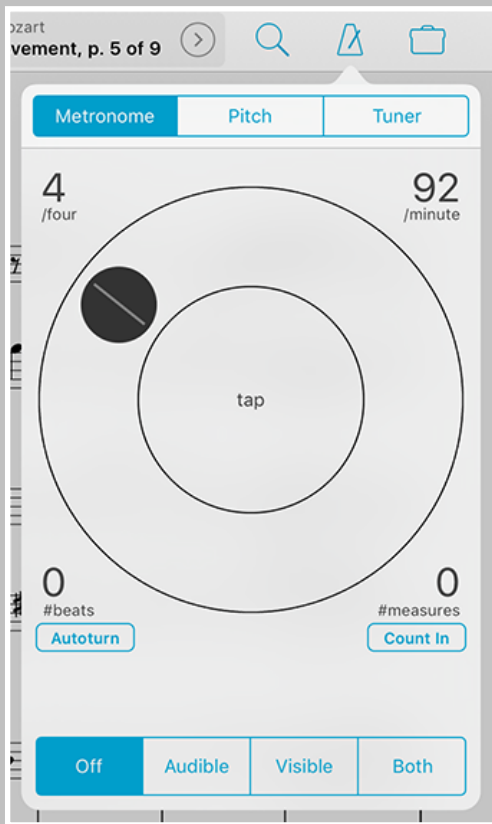 vement, p. 5 of 9
Metronome Pitch Tuner
4 92
/four /minute
tap
0 0
#beats #measures
Autoturn Count In
Off Audible Visible Both